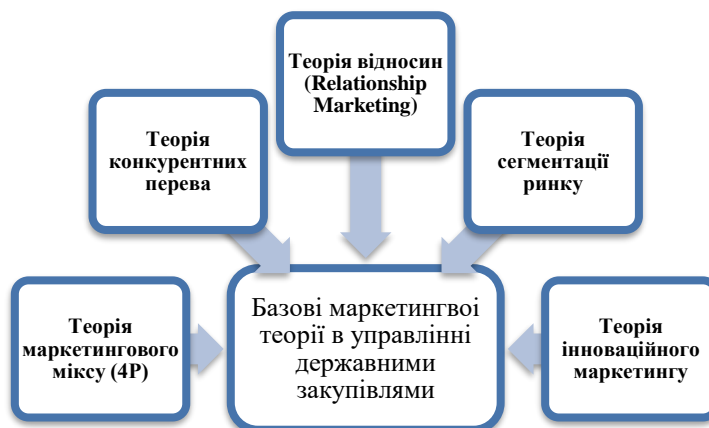 Теорія відносин
(Relationship
Marketing)
Теорія
конкурентних
перева
Теорія
сегментації
ринку
Теорія
маркетингового
міксу (4Р)
Базові маркетингвоі
теорії в управлінні
державними
закупівлями
Теорія
інноваційного
маркетингу